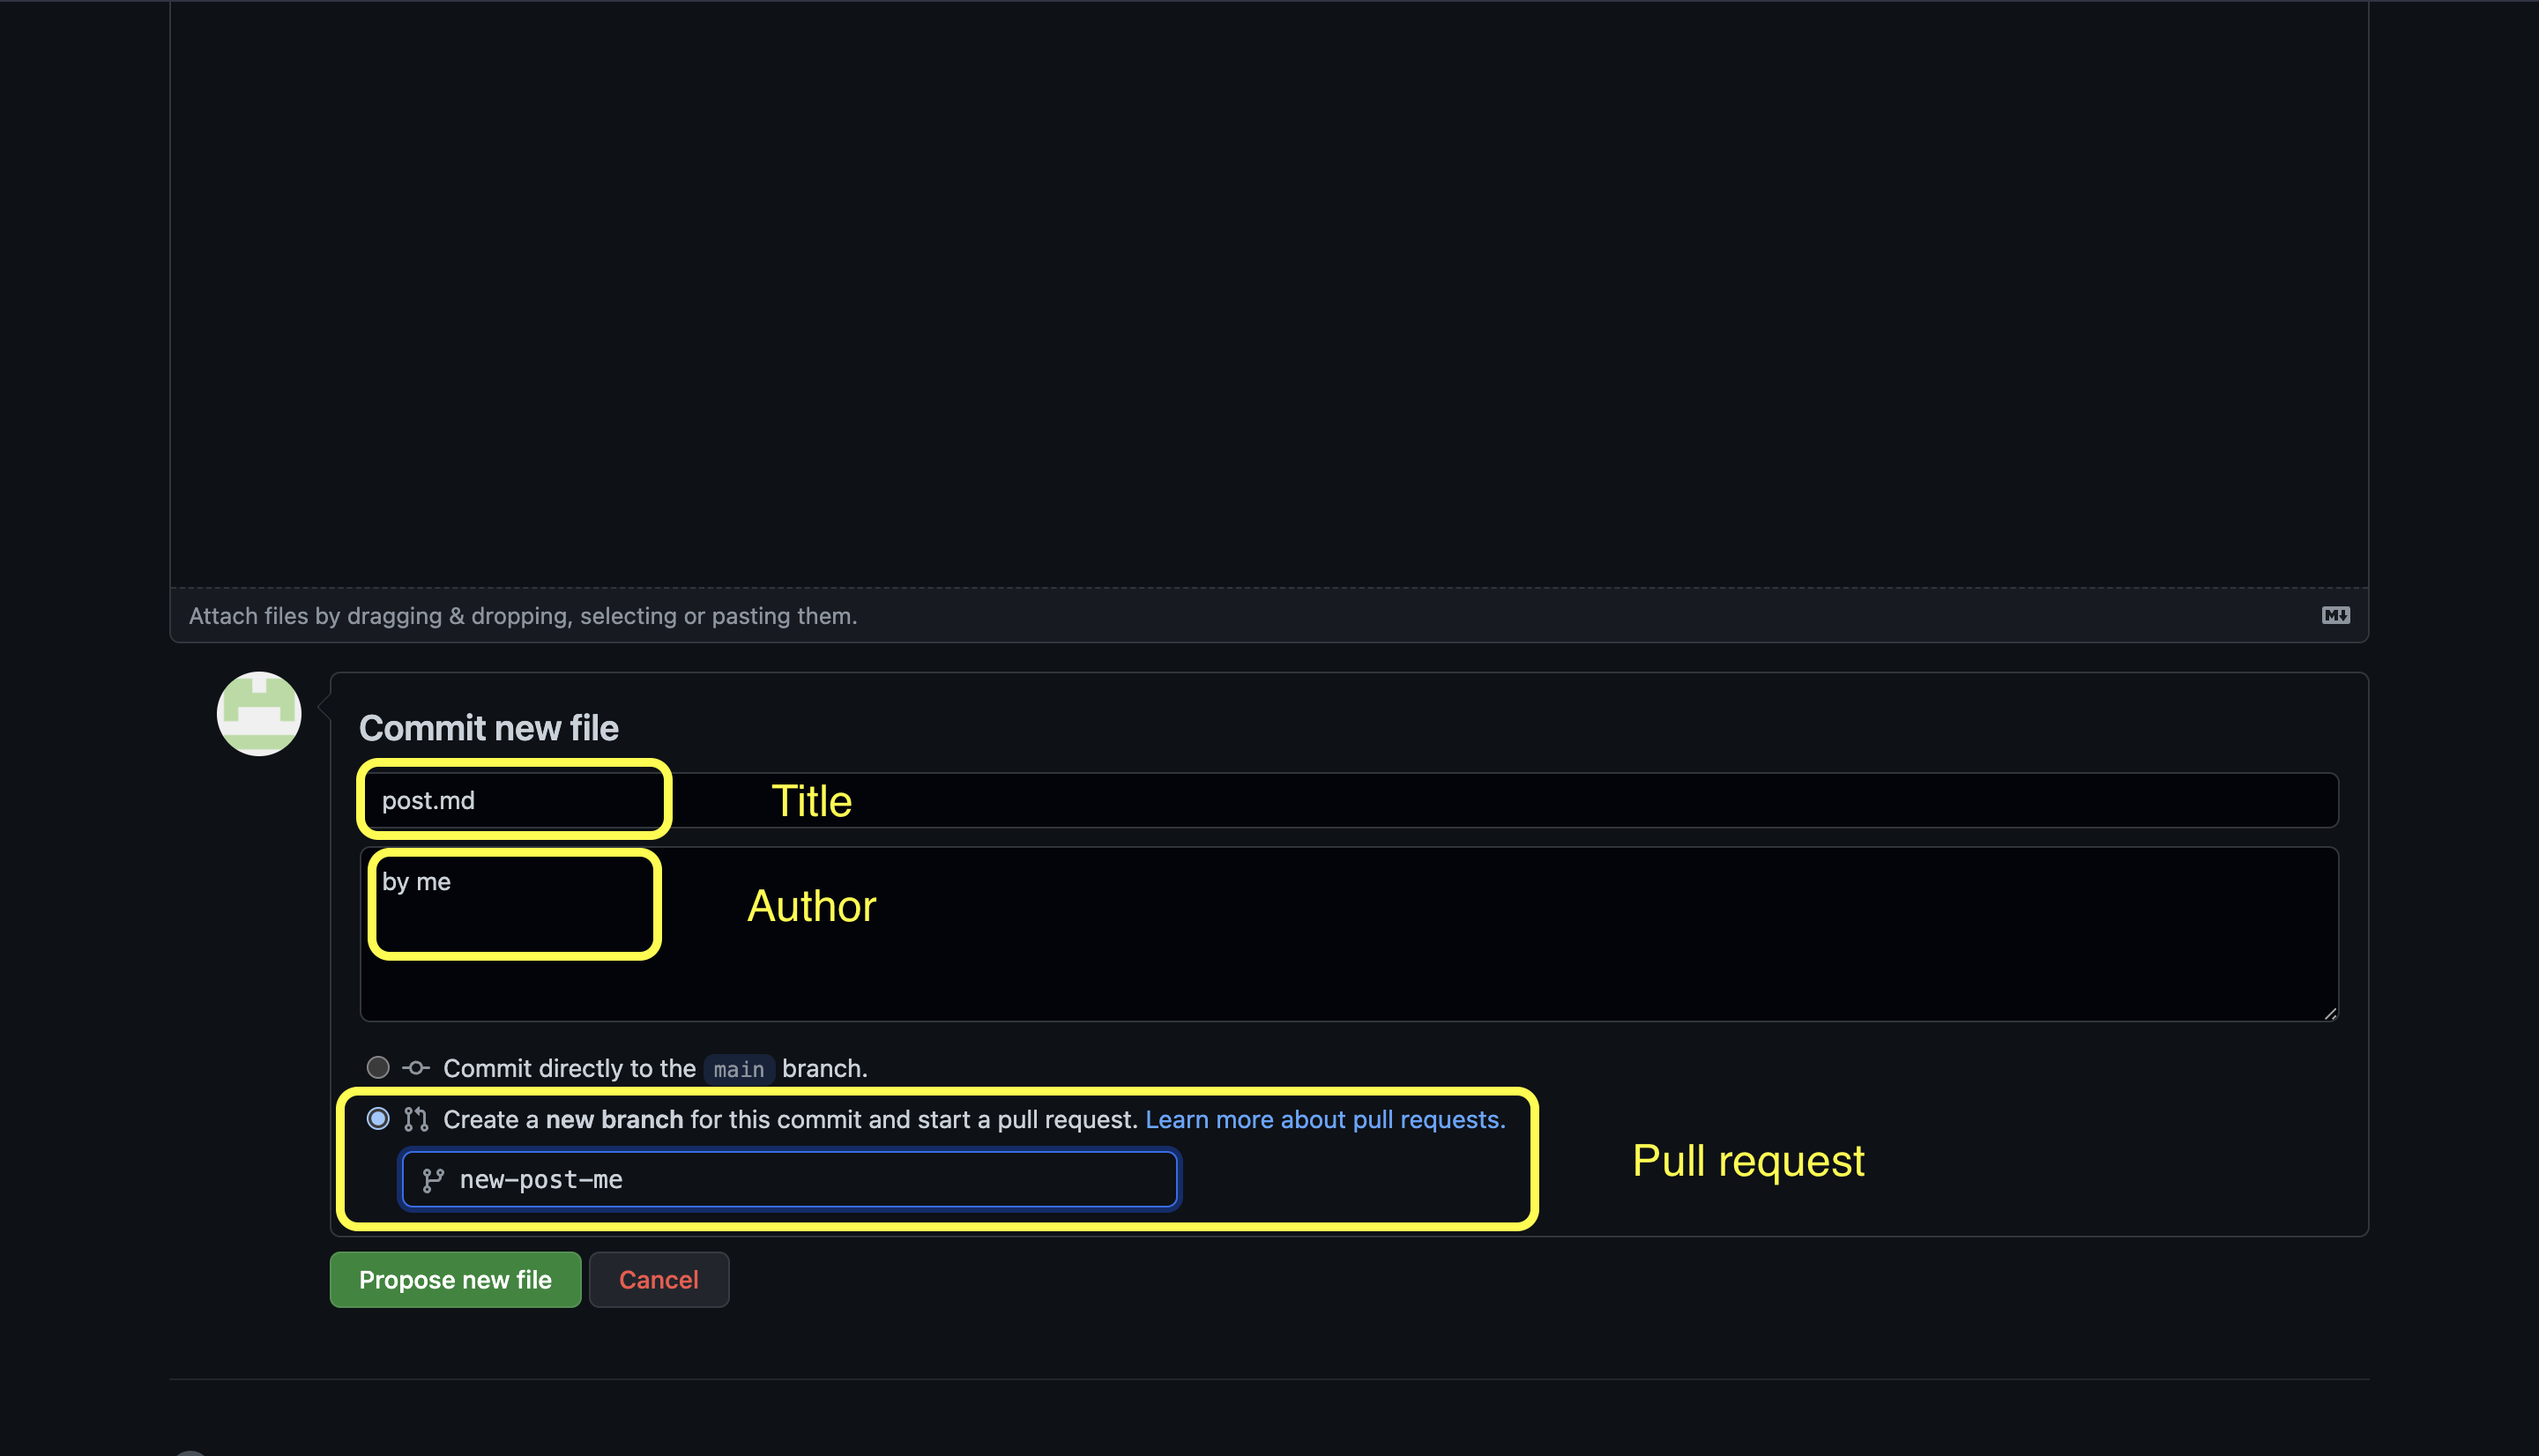 Attach files by dragging & dropping, selecting or pasting them.
M↓
Commit new file
post.md Title
by me
Author
Commit directly to the main branch.
Create a new branch for this commit and start a pull request. Learn more about pull requests.
Pull request
new-post-me
Propose new file Cancel